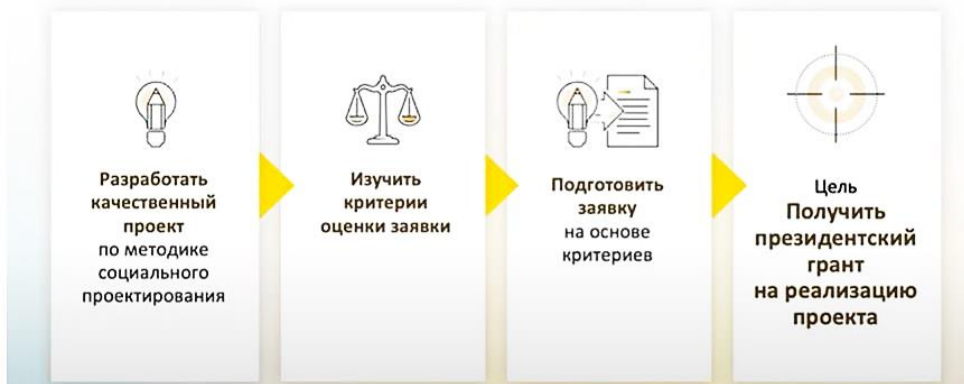 Разработать
качественный
проект
по методике
социального
проектирования
Изучить
критерии
оценки заявки
Подготовить
заявку
на основе
критериев
Цель
Получить
президентский
грант
на реализацию
проекта